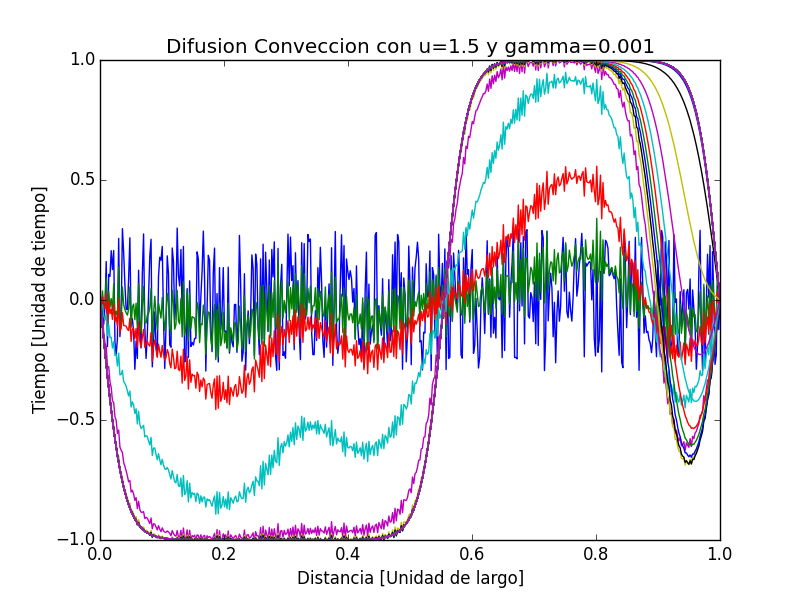 Difusion Conveccion con u=1.5 y gamma=0.001
1.0
0.5
0.0
−0.5
−1.0
Tiempo [Unidad de tiempo]
0.0 0.2 0.4 0.6 0.8 1.0
Distancia [Unidad de largo]